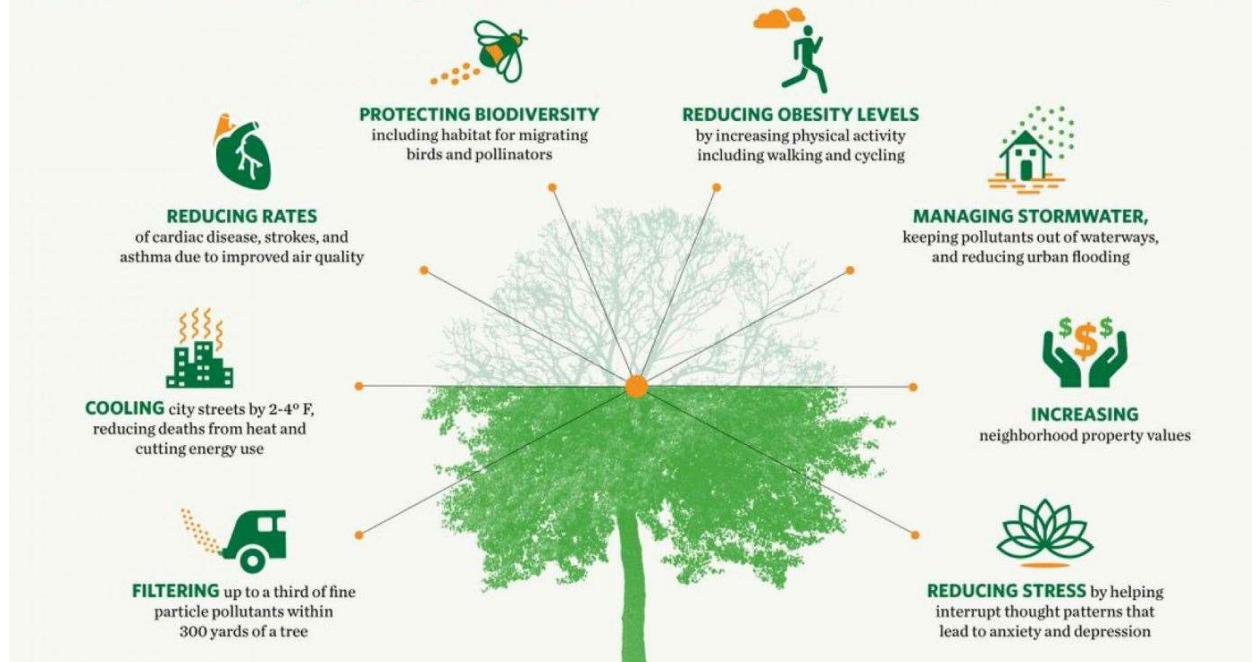 PROTECTING BIODIVERSITY
including habitat for migrating
birds and pollinators
REDUCING OBESITY LEVELS
by increasing physical activity
including walking and cycling
REDUCING RATES
of cardiac disease, strokes, and
asthma due to improved air quality
MANAGING STORMWATER,
keeping pollutants out of waterways,
and reducing urban flooding
COOLING city streets by 2-4º F,
reducing deaths from heat and
cutting energy use
$ $ $
INCREASING
neighborhood property values
FILTERING up to a third of fine
particle pollutants within
300 yards of a tree
REDUCING STRESS by helping
interrupt thought patterns that
lead to anxiety and depression